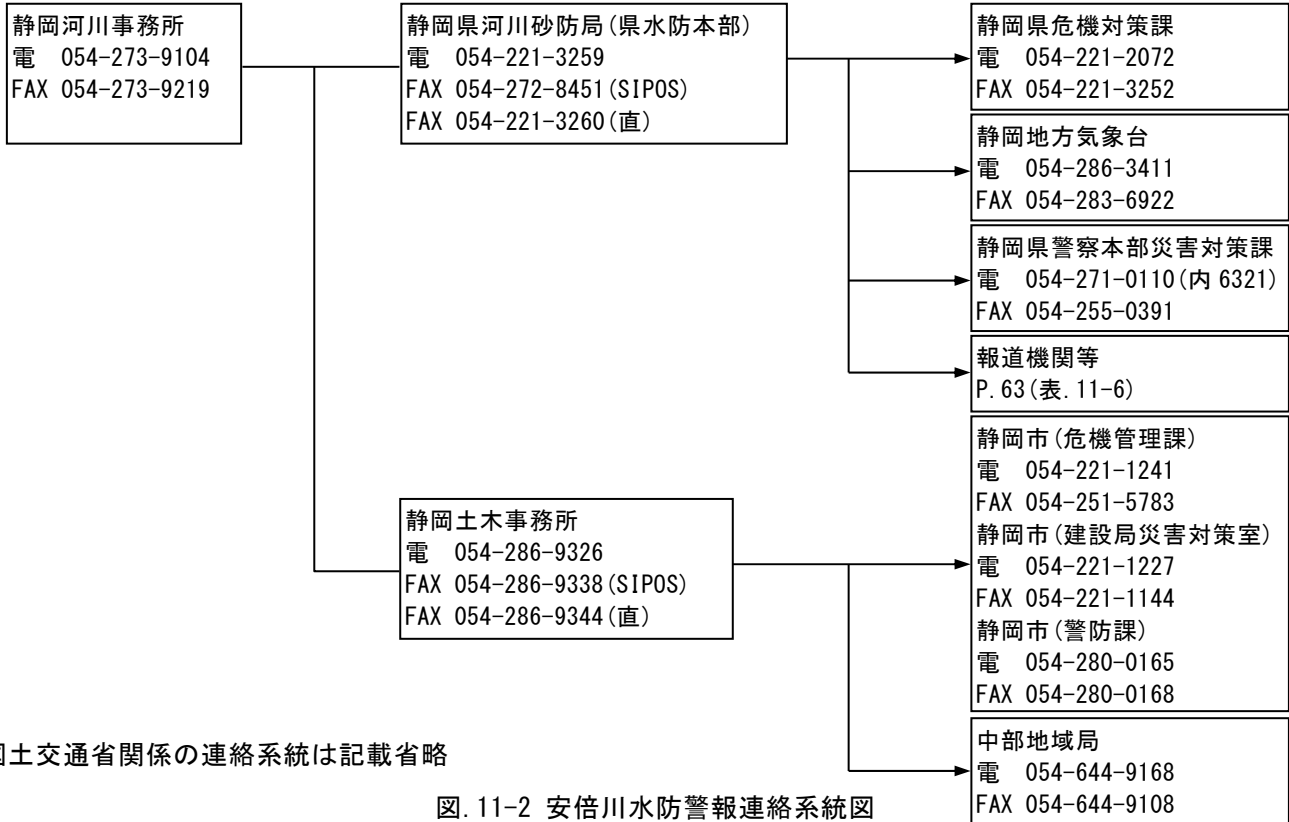 静岡河川事務所
電 054-273-9104
FAX 054-273-9219
静岡県河川砂防局(県水防本部)
電 054-221-3259
FAX 054-272-8451(SIPOS)
FAX 054-221-3260(直)
静岡県危機対策課
電 054-221-2072
FAX 054-221-3252
静岡地方気象台
電 054-286-3411
FAX 054-283-6922
静岡県警察本部災害対策課
電 054-271-0110(内 6321)
FAX 054-255-0391
報道機関等
P.63(表.11-6)
静岡土木事務所
電 054-286-9326
FAX 054-286-9338(SIPOS)
FAX 054-286-9344(直)
静岡市(危機管理課)
電 054-221-1241
FAX 054-251-5783
静岡市(建設局災害対策室)
電 054-221-1227
FAX 054-221-1144
静岡市(警防課)
電 054-280-0165
FAX 054-280-0168
中部地域局
電 054-644-9168
FAX 054-644-9108
国土交通省関係の連絡系統は記載省略
図.11-2 安倍川水防警報連絡系統図